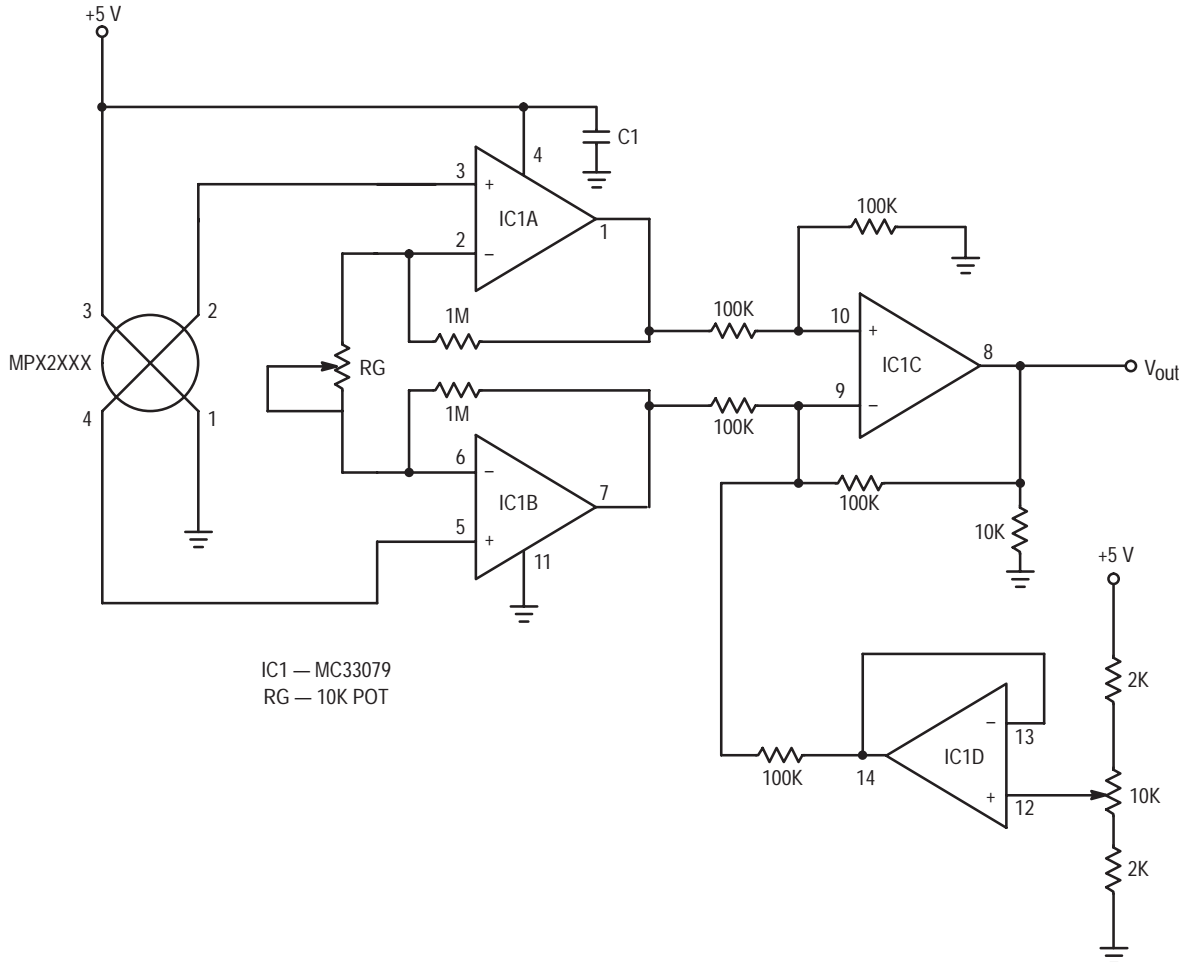 +5 V
C1
4
3
+
IC1A
1
2
−
100K
3
2
1M
100K
10
+
8
IC1C
Vout
MPX2XXX
RG
9
−
4
1
1M
100K
6
−
7
IC1B
100K
5
+
11
10K
+5 V
IC1 — MC33079
RG — 10K POT
2K
−
13
IC1D
100K
14
+
12
10K
2K